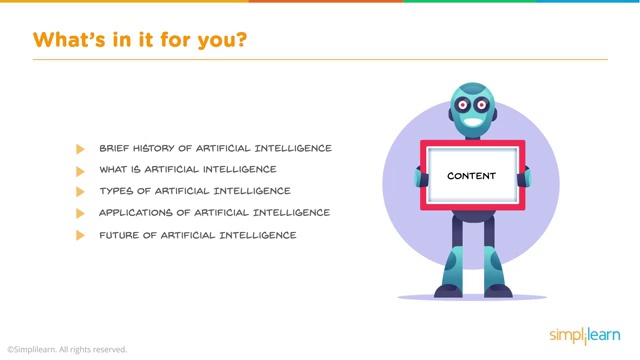 What's in it for you?
BRIEF HISTORY OF ARTIFICIAL INTELLIGENCE
WHAT IS ARTIFICIAL INTELLIGENCE
TYPES OF ARTIFICIAL INTELLIGENCE
APPLICATIONS OF ARTIFICIAL INTELLIGENCE
FUTURE OF ARTIFICIAL INTELLIGENCE
CONTENT
simplilearn
©Simplilearn. All rights reserved.